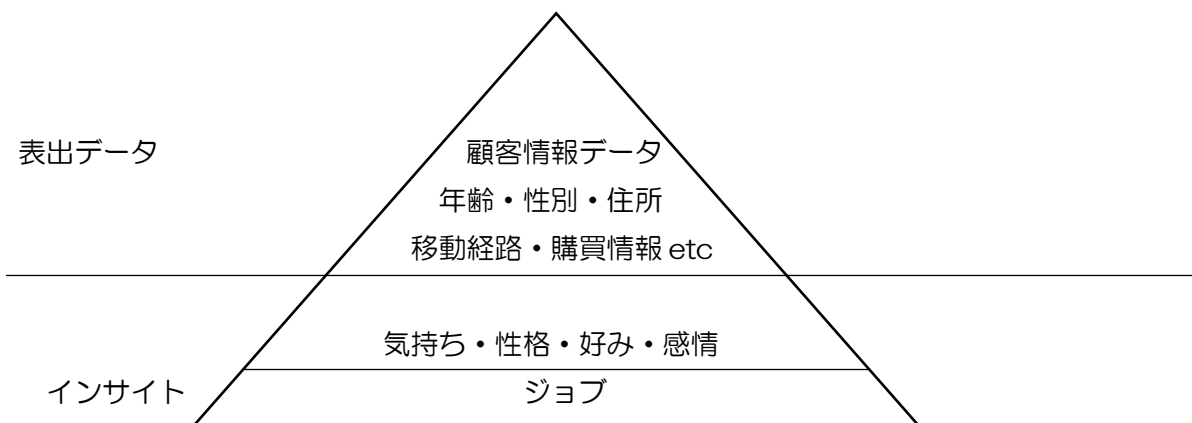 表出データ
顧客情報データ
年齢・性別・住所
移動経路・購買情報 etc
気持ち・性格・好み・感情
インサイト
ジョブ